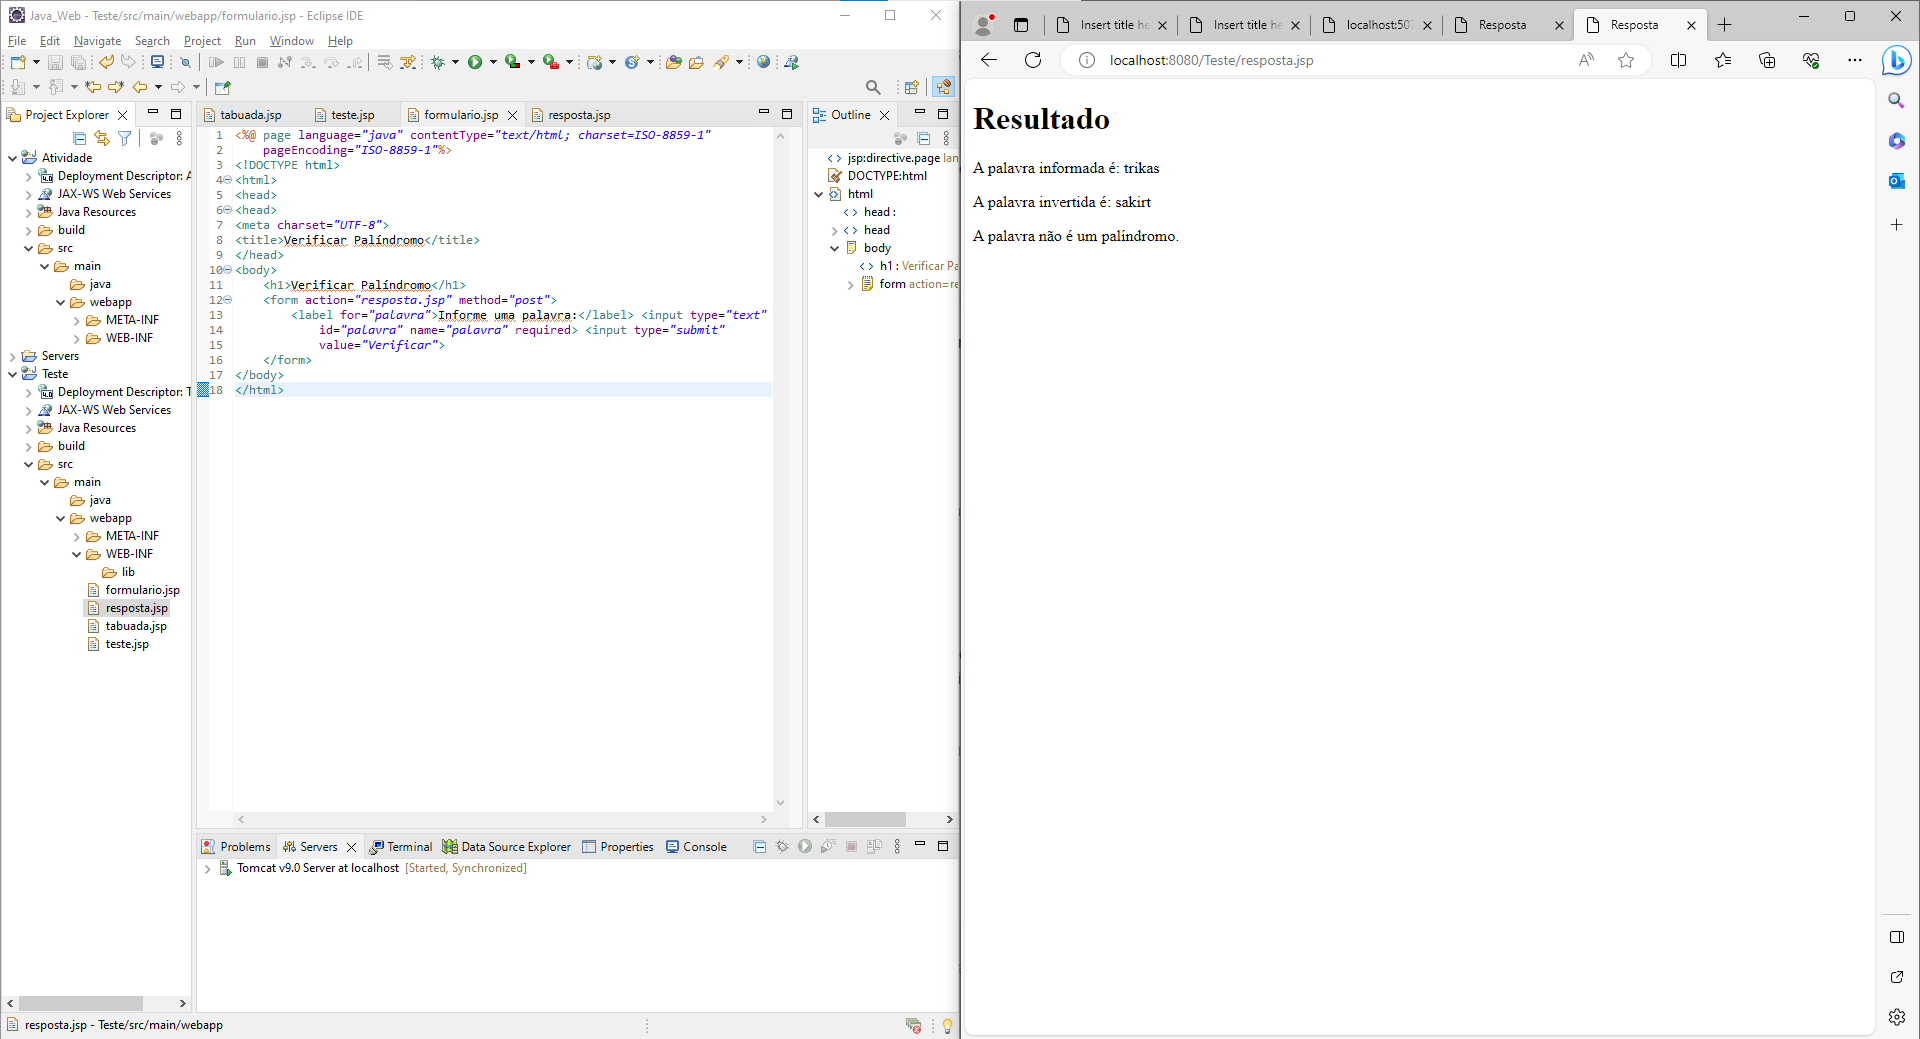 Java_Web - Teste/src/main/webapp/formulario.jsp - Eclipse IDE
File Edit Navigate Search Project Run Window Help
Project Explorer
Atividade
Deployment Descriptor: A
JAX-WS Web Services
Java Resources
build
src
main
java
webapp
META-INF
WEB-INF
Servers
Teste
Deployment Descriptor: T
JAX-WS Web Services
Java Resources
build
src
main
java
webapp
META-INF
WEB-INF
lib
formulario.jsp
resposta.jsp
tabuada.jsp
teste.jsp
tabuada.jsp teste.jsp formulario.jsp resposta.jsp
1 <%@ page language="java" contentType="text/html; charset=ISO-8859-1"
2 pageEncoding="ISO-8859-1"%>
3 <!DOCTYPE html>
4 <html>
5 <head>
6 <head>
7 <meta charset="UTF-8">
8 <title>Verificar Palíndromo</title>
9 </head>
10 <body>
11 <h1>Verificar Palíndromo</h1>
12 <form action="resposta.jsp" method="post">
13 <label for="palavra">Informe uma palavra:</label> <input type="text"
14 id="palavra" name="palavra" required> <input type="submit"
15 value="Verificar">
16 </form>
17 </body>
18 </html>
Outline
jsp:directive.page lan
DOCTYPE:html
html
head :
head
body
h1 : Verificar Pa
form action=re
Problems Servers Terminal Data Source Explorer Properties Console
Tomcat v9.0 Server at localhost [Started, Synchronized]
resposta.jsp - Teste/src/main/webapp
Insert title he Insert title he localhost:507 Resposta Resposta
localhost:8080/Teste/resposta.jsp
Resultado
A palavra informada é: trikas
A palavra invertida é: sakirt
A palavra não é um palíndromo.